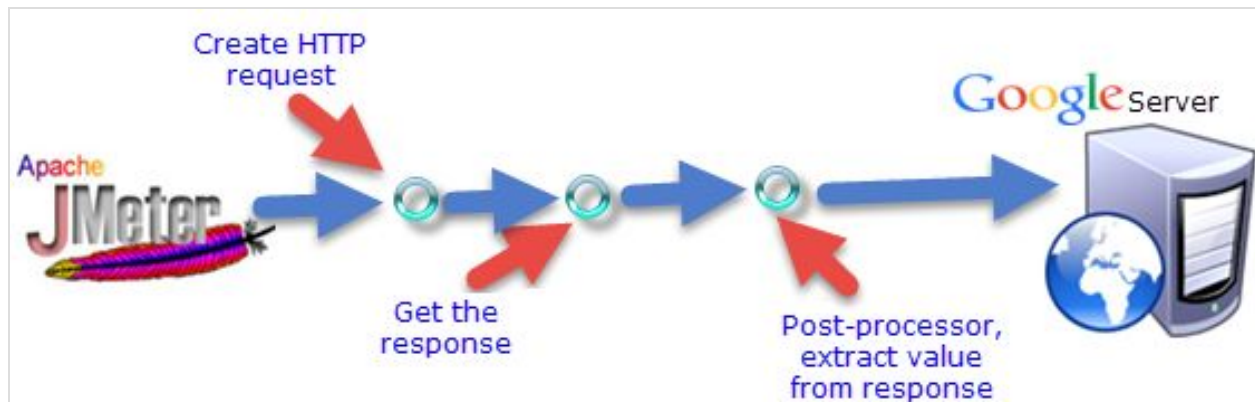 Create HTTP
request
Google Server
Apache
JMeter
Get the
response
Post-processor,
extract value
from response